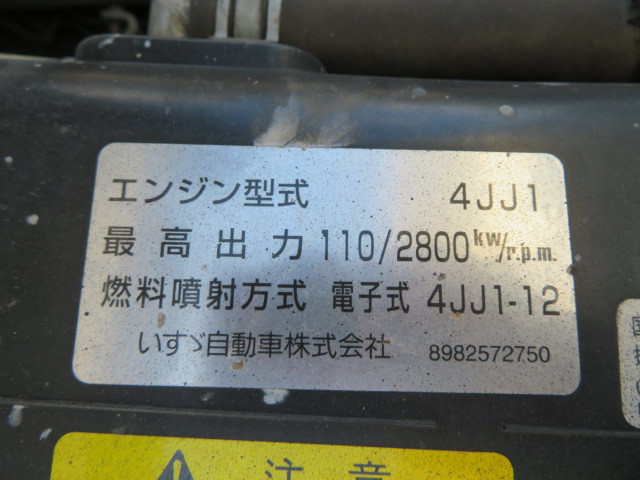 エンジン型式 4JJ1
最高出力 110/2800 kW/r.p.m.
燃料噴射方式 電子式 4JJ1-12
いすゞ自動車株式会社 8982572750
注意